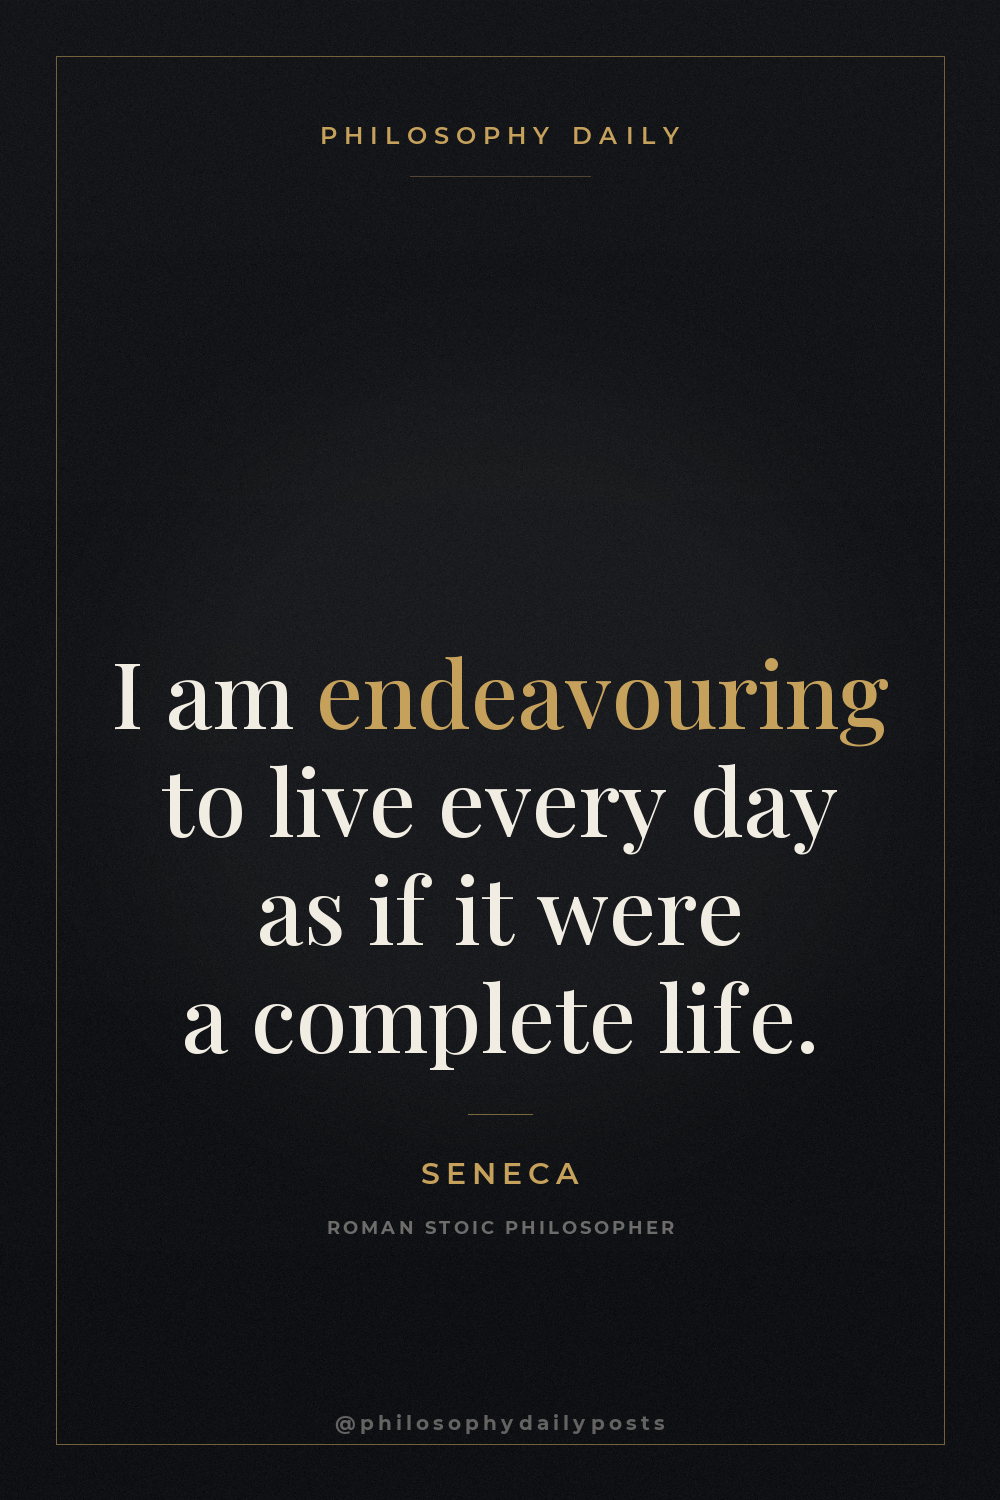 PHILOSOPHY DAILY
I am endeavouring
to live every day
as if it were
a complete life.
SENECA
ROMAN STOIC PHILOSOPHER
@philosophydailyposts